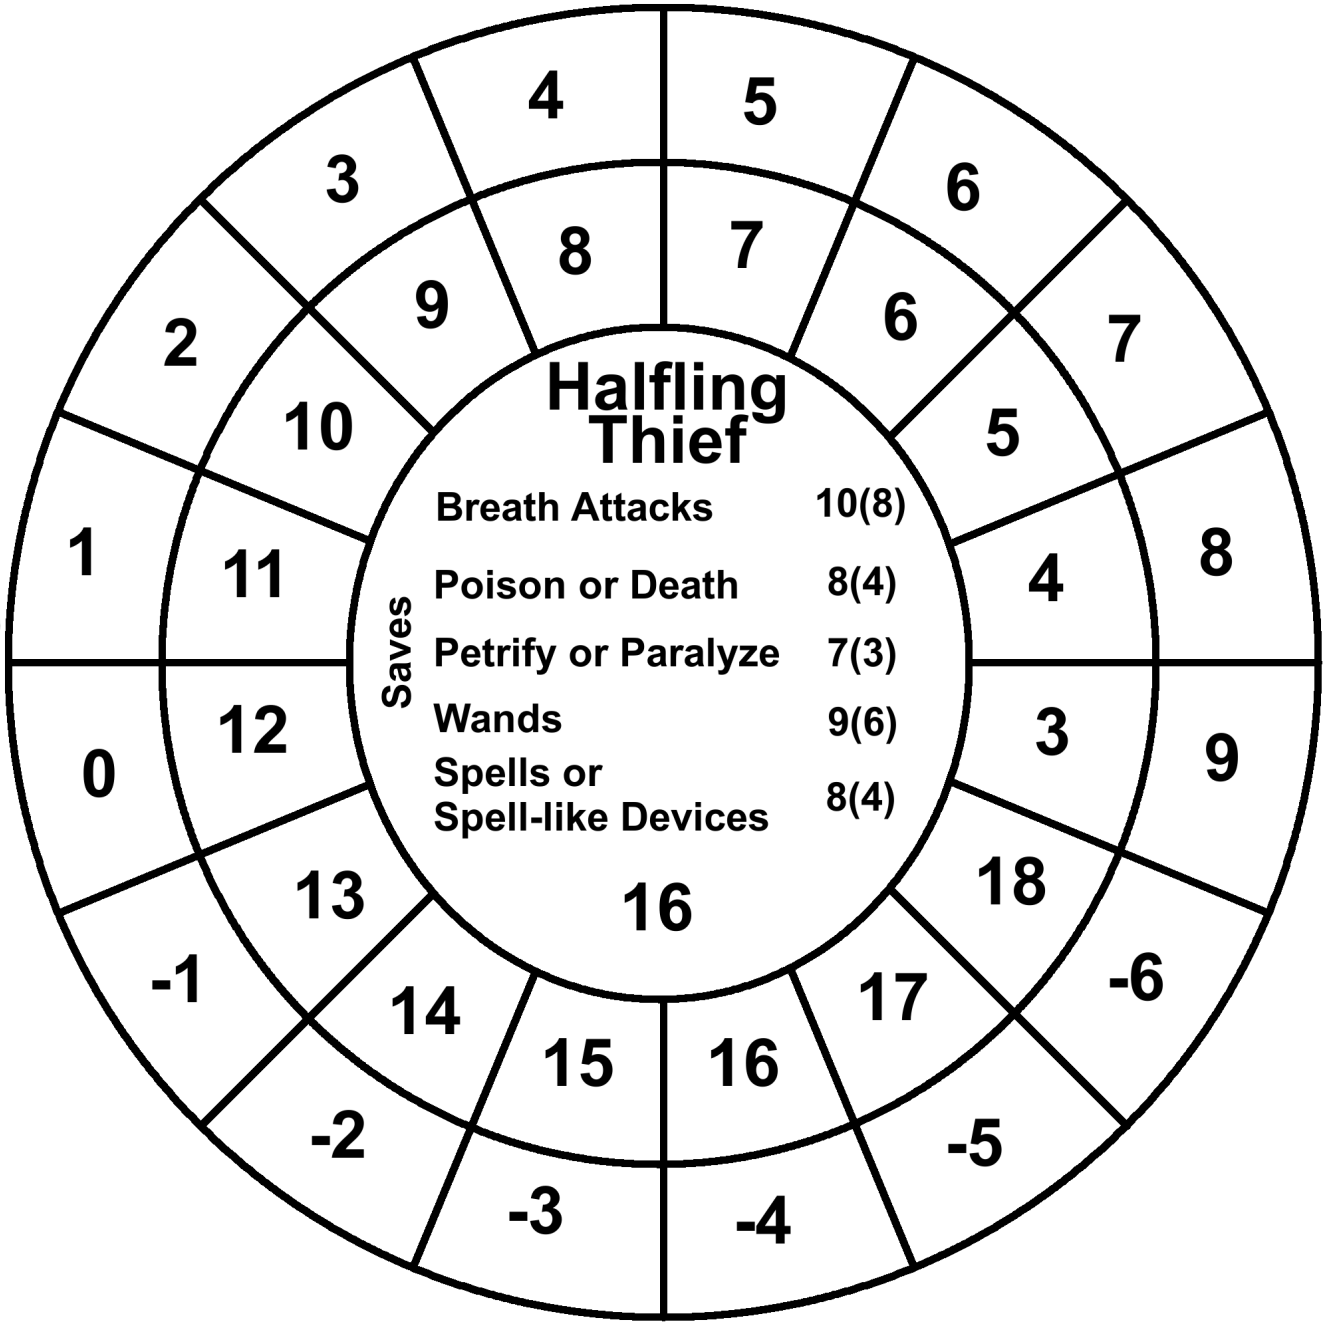 4 5
3 6
8 7
2 9 6 7
10 5
Halfling
Thief
1 11 4 8
Saves
Breath Attacks 10(8)
Poison or Death 8(4)
Petrify or Paralyze 7(3)
Wands 9(6)
Spells or
Spell-like Devices 8(4)
0 12 3 9
16
13 18
-1 14 17 -6
15 16
-2 -5
-3 -4